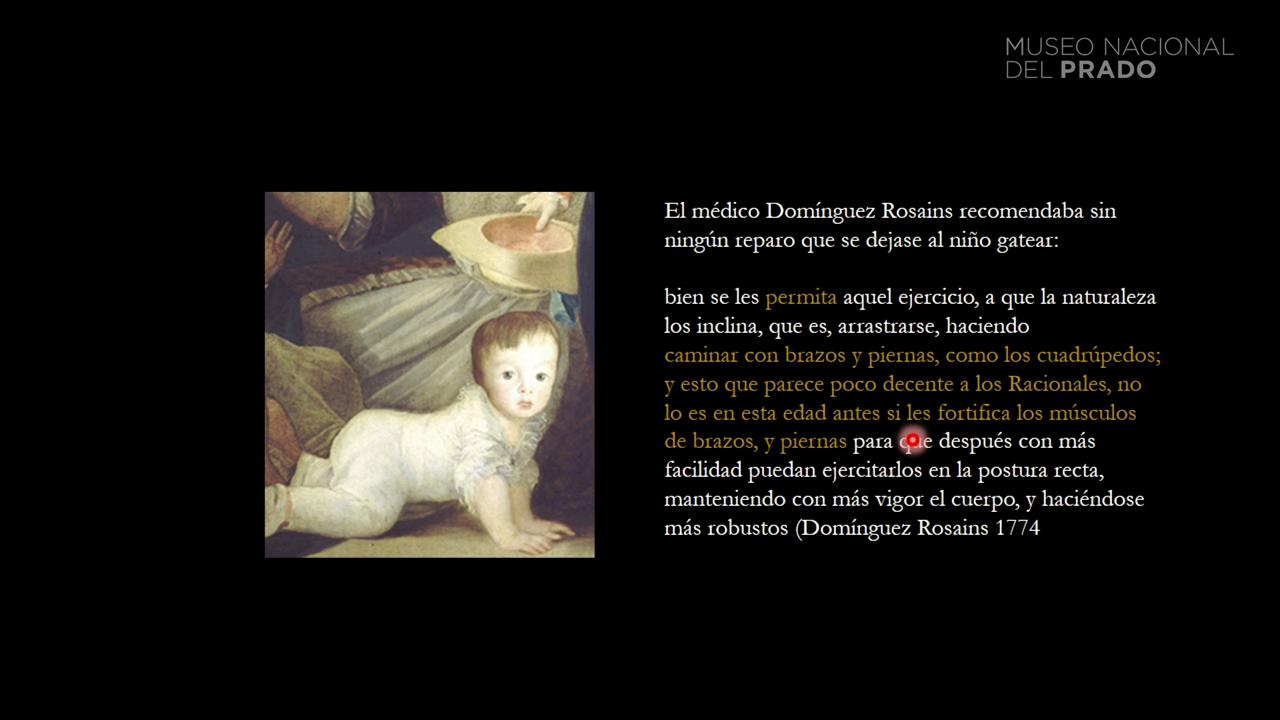 MUSEO NACIONAL
DEL PRADO
El médico Domínguez Rosains recomendaba sin
ningún reparo que se dejase al niño gatear:
bien se les permita aquel ejercicio, a que la naturaleza
los inclina, que es, arrastrarse, haciendo
caminar con brazos y piernas, como los cuadrúpedos;
y esto que parece poco decente a los Racionales, no
lo es en esta edad antes si les fortifica los músculos
de brazos, y piernas para que después con más
facilidad puedan ejercitarlos en la postura recta,
manteniendo con más vigor el cuerpo, y haciéndose
más robustos (Domínguez Rosains 1774